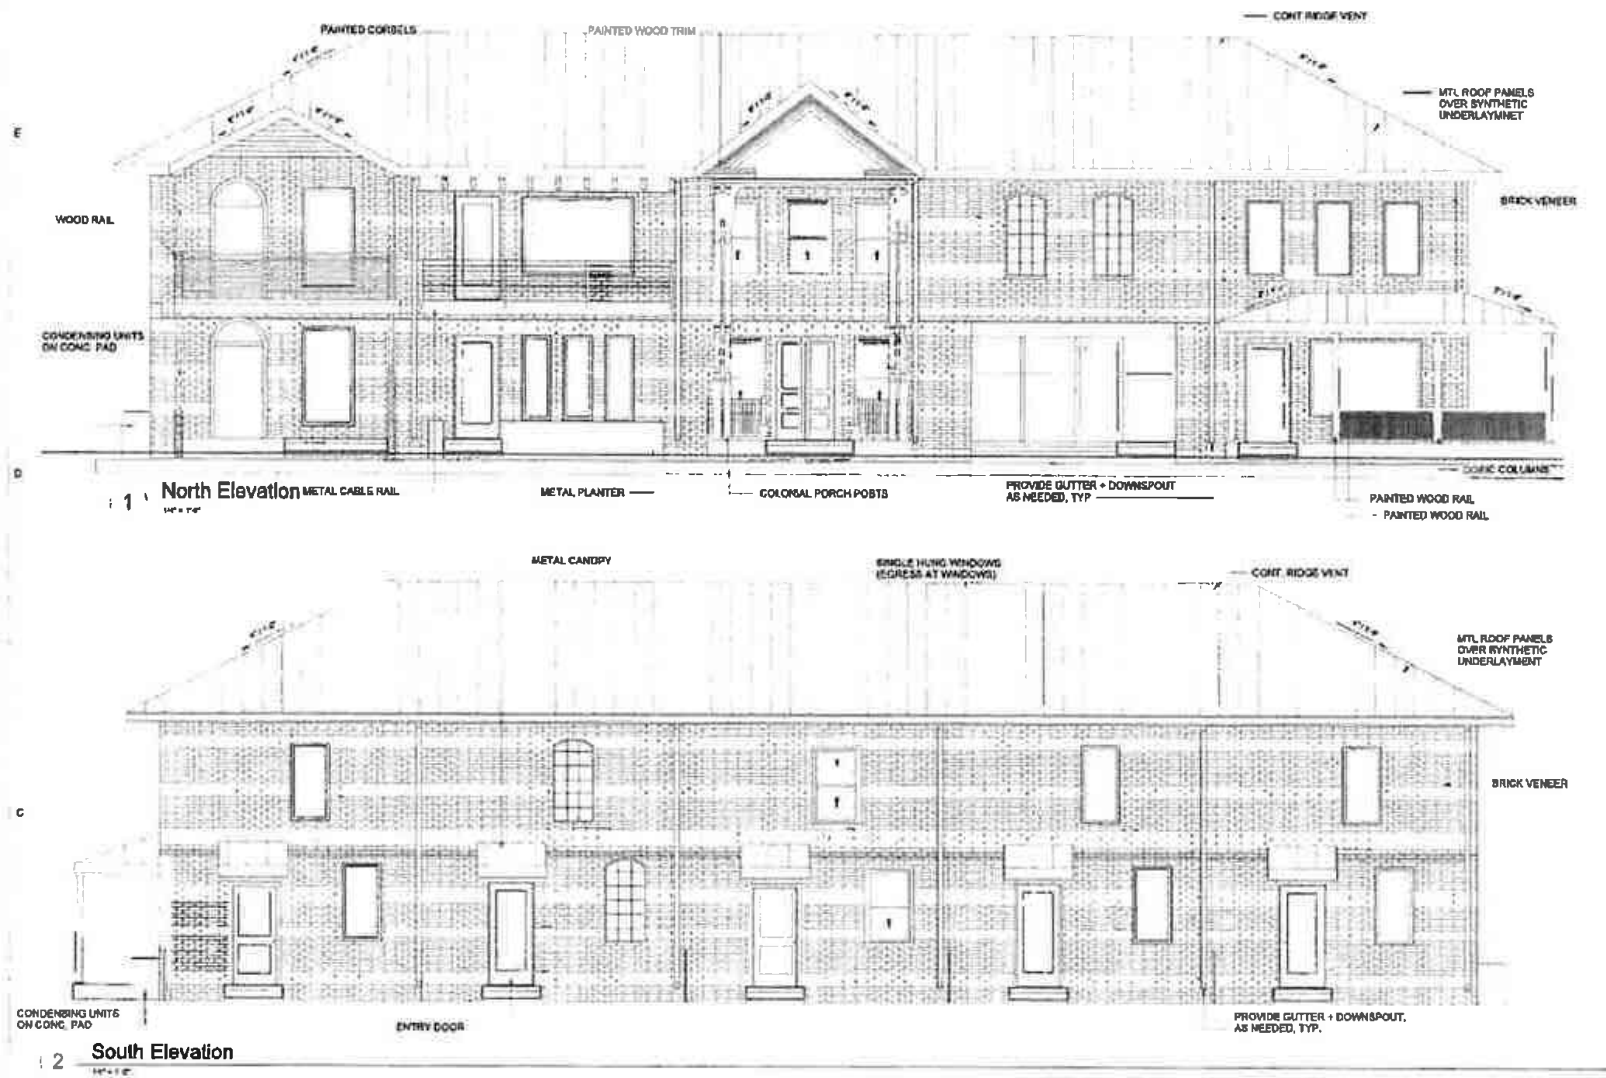 CONT RIDGE VENT
PAINTED CORBELS
PAINTED WOOD TRIM
MTL ROOF PANELS
OVER SYNTHETIC
UNDERLAYMNET
E
WOOD RAIL
BRICK VENEER
CONDENSING UNITS
ON CONC. PAD
D
1
North Elevation
METAL CABLE RAIL
METAL PLANTER
COLONIAL PORCH POSTS
PROVIDE GUTTER + DOWNSPOUT
AS NEEDED, TYP
DORIC COLUMNS
PAINTED WOOD RAIL
PAINTED WOOD RAIL
METAL CANOPY
SINGLE HUNG WINDOWS
(EGRESS AT WINDOWS)
CONT. RIDGE VENT
MTL ROOF PANELS
OVER SYNTHETIC
UNDERLAYMENT
BRICK VENEER
C
CONDENSING UNITS
ON CONC, PAD
ENTRY DOOR
PROVIDE GUTTER + DOWNSPOUT,
AS NEEDED, TYP.
2
South Elevation